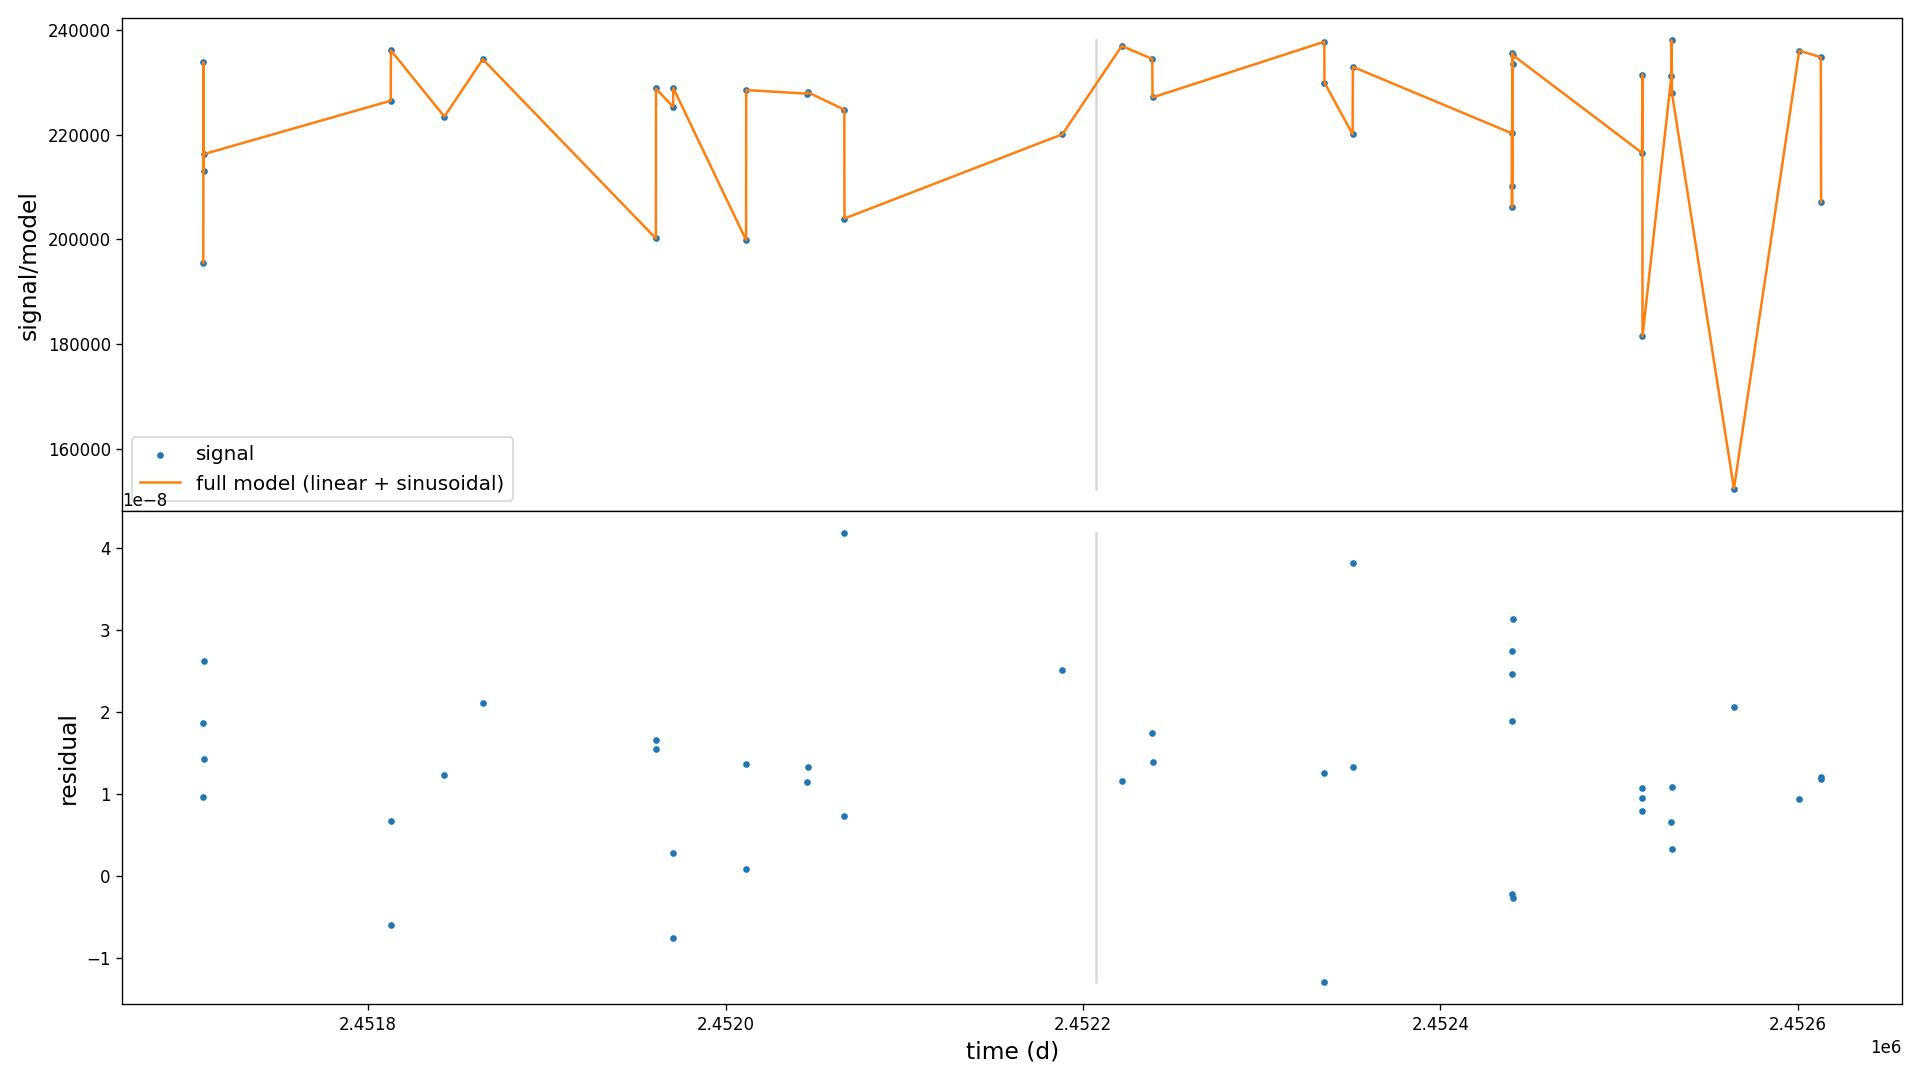 240000
220000
200000
180000
160000
signal/model
signal
full model (linear + sinusoidal)
1e−8
4
3
2
1
0
−1
residual
2.4518
2.4520
2.4522
2.4524
2.4526
time (d)
1e6